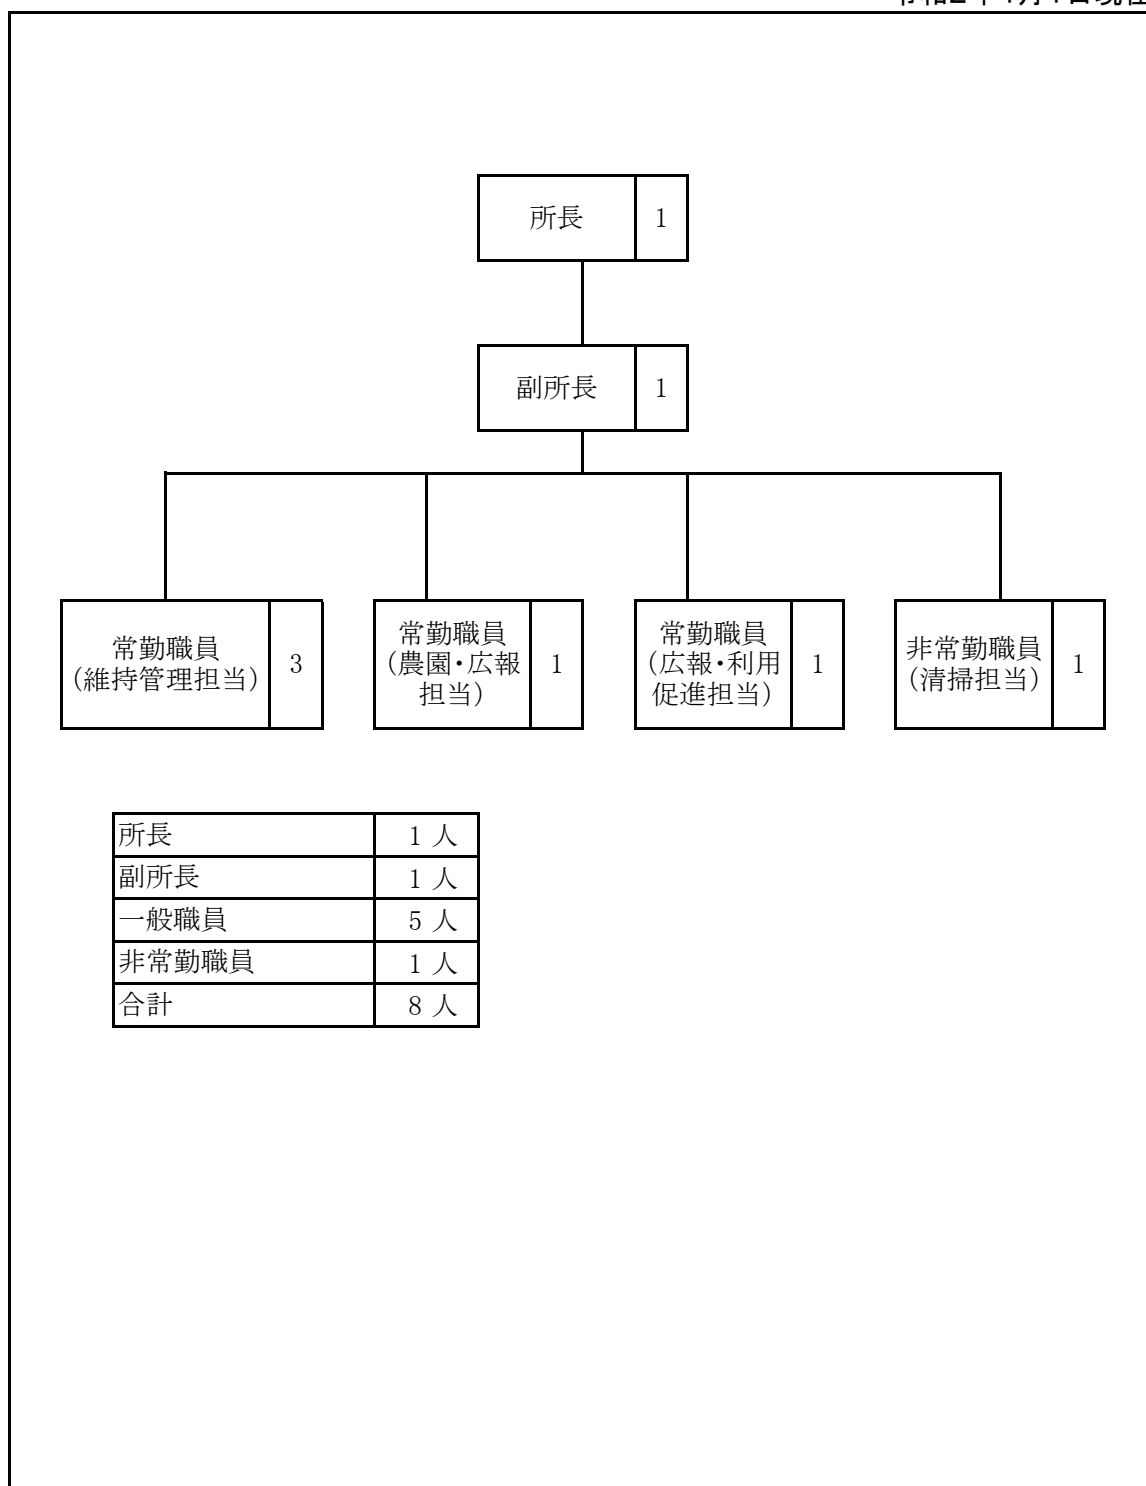 所長 1
副所長 1
常勤職員
(維持管理担当) 3
常勤職員
(農園・広報
担当) 1
常勤職員
(広報・利用
促進担当) 1
非常勤職員
(清掃担当) 1
所長 1 人
副所長 1 人
一般職員 5 人
非常勤職員 1 人
合計 8 人